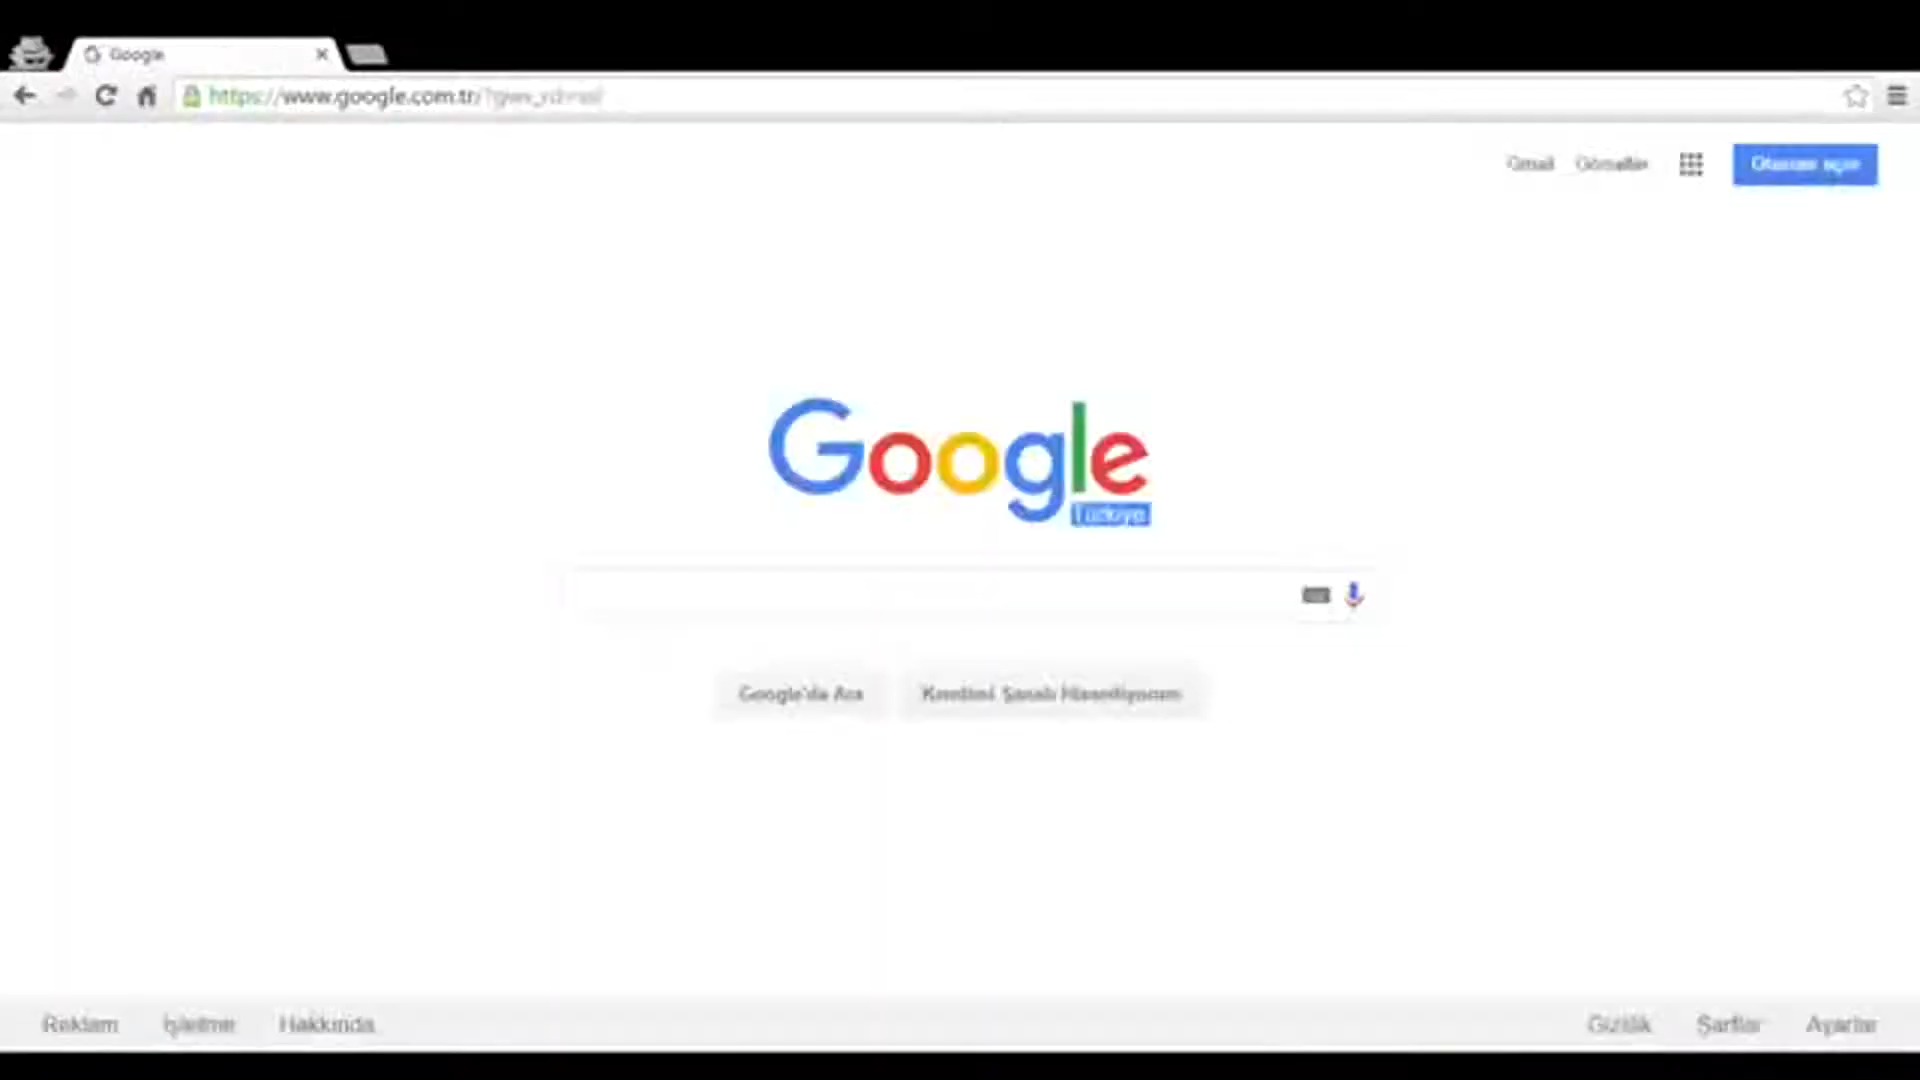 Google
https://www.google.com.tr/?gws_rd=ssl
Gmail Görseller
Oturum açın
Google
Türkiye
Google'da Ara
Kendimi Şanslı Hissediyorum
Reklam İşletme Hakkında
Gizlilik Şartlar Ayarlar